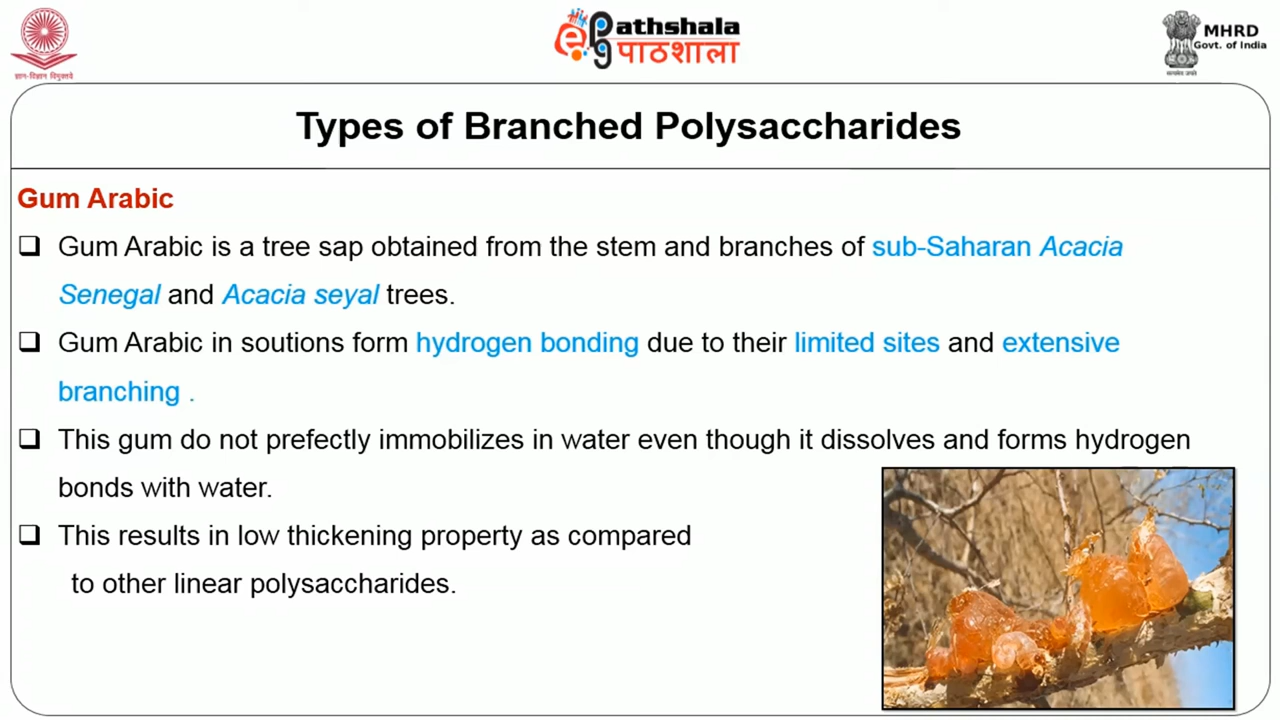 ज्ञान-विज्ञान विमुक्तये
ePathshala
पाठशाला
सत्यमेव जयते
MHRD
Govt. of India
Types of Branched Polysaccharides
Gum Arabic
❑ Gum Arabic is a tree sap obtained from the stem and branches of sub-Saharan Acacia
Senegal and Acacia seyal trees.
❑ Gum Arabic in soutions form hydrogen bonding due to their limited sites and extensive
branching .
❑ This gum do not prefectly immobilizes in water even though it dissolves and forms hydrogen
bonds with water.
❑ This results in low thickening property as compared
to other linear polysaccharides.